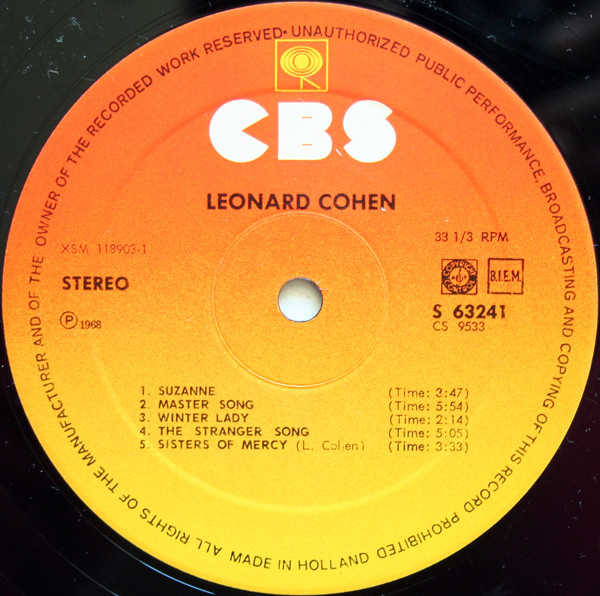 ALL RIGHTS OF THE MANUFACTURER AND OF THE OWNER OF THE RECORDED WORK RESERVED · UNAUTHORIZED PUBLIC PERFORMANCE, BROADCASTING AND COPYING OF THIS RECORD PROHIBITED
CBS
LEONARD COHEN
XSM 118903-1
33 1/3 RPM
STEREO
B.I.E.M.
S 63241
CS 9533
Ⓟ 1968
1. SUZANNE (Time: 3:47)
2. MASTER SONG (Time: 5:54)
3. WINTER LADY (Time: 2:14)
4. THE STRANGER SONG (Time: 5:05)
5. SISTERS OF MERCY (L. Cohen) (Time: 3:33)
MADE IN HOLLAND